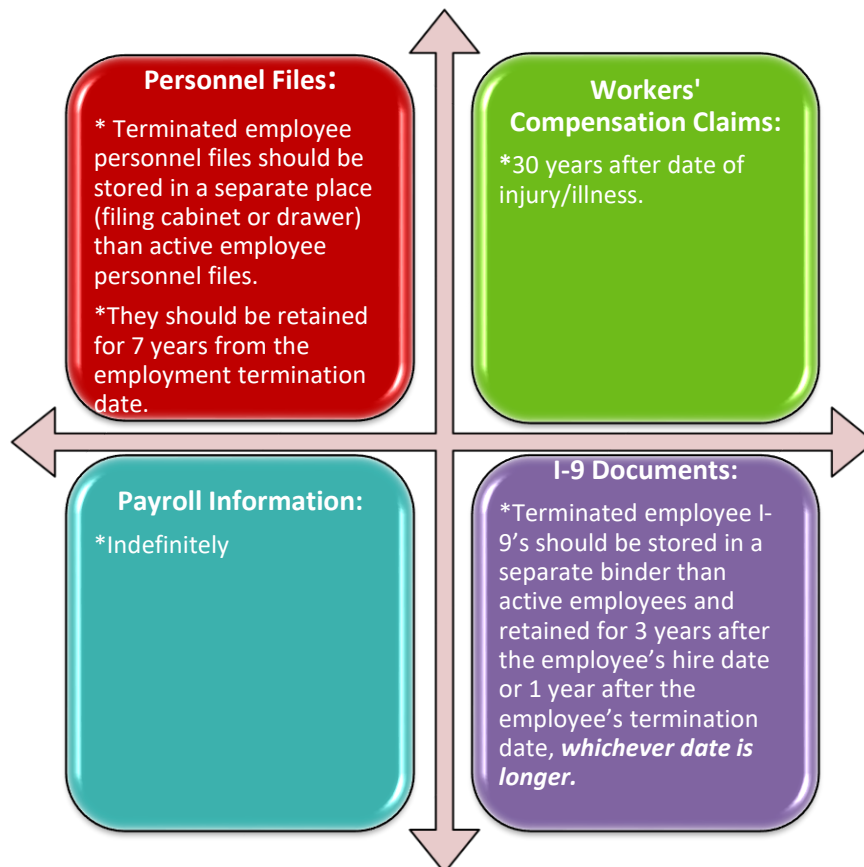 Personnel Files:
* Terminated employee
personnel files should be
stored in a separate place
(filing cabinet or drawer)
than active employee
personnel files.
*They should be retained
for 7 years from the
employment termination
date.
Workers'
Compensation Claims:
*30 years after date of
injury/illness.
Payroll Information:
*Indefinitely
I-9 Documents:
*Terminated employee I-
9’s should be stored in a
separate binder than
active employees and
retained for 3 years after
the employee’s hire date
or 1 year after the
employee’s termination
date, whichever date is
longer.